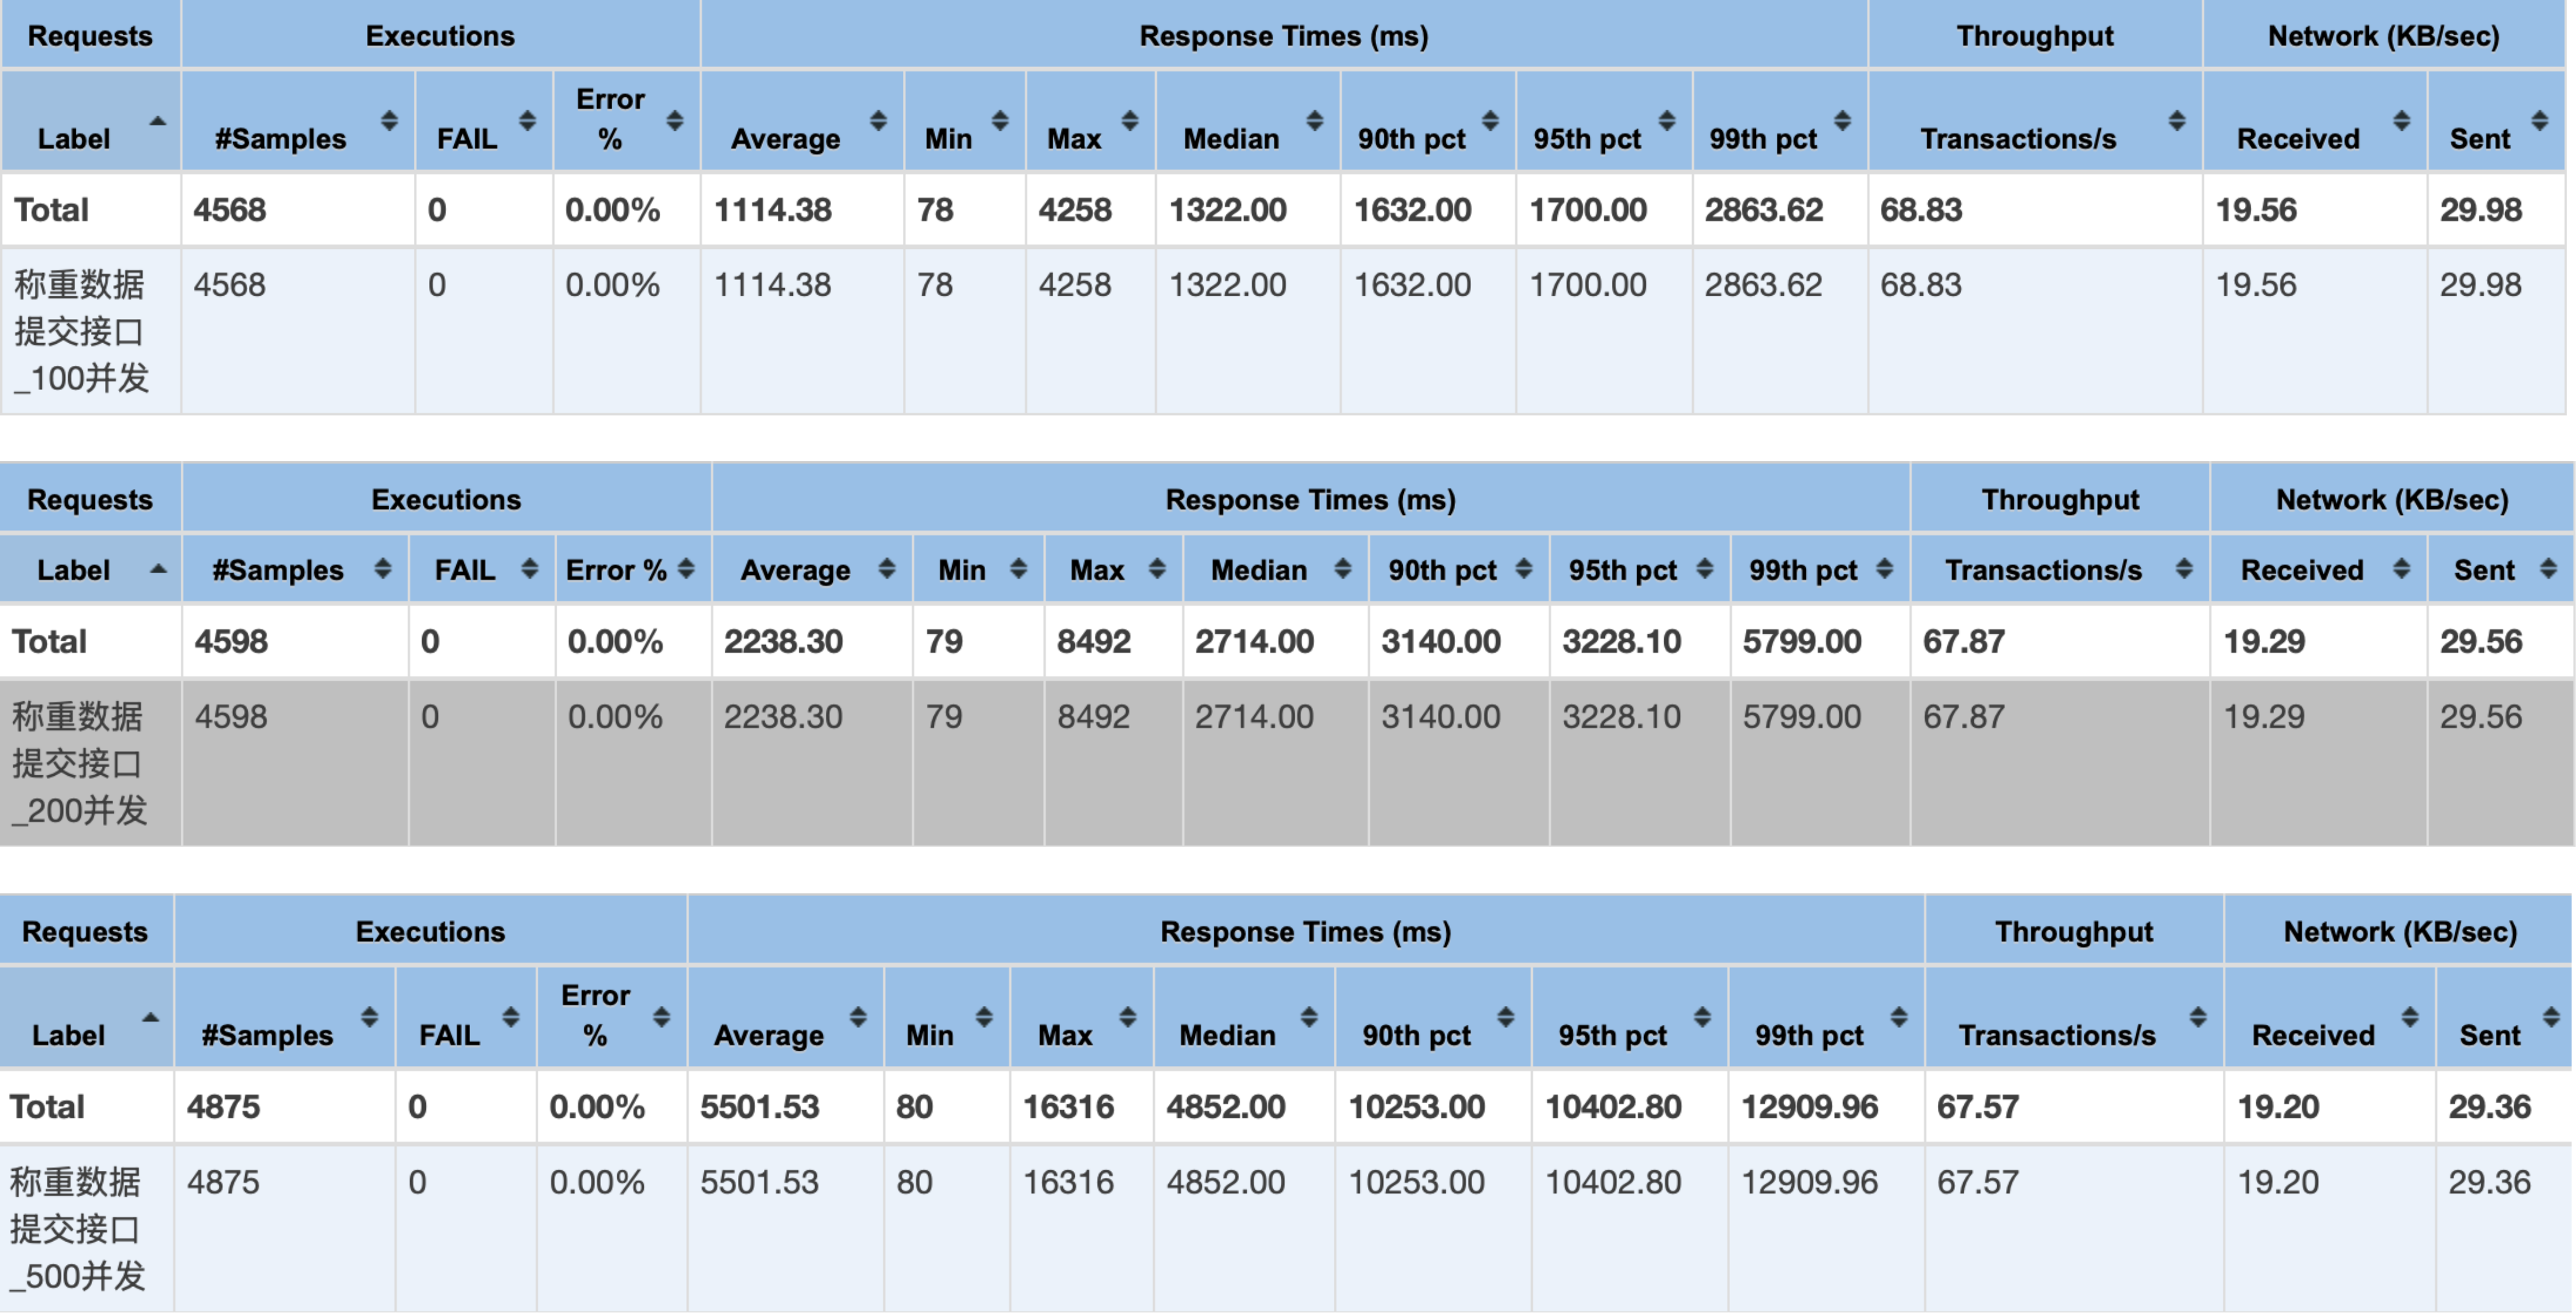 Requests Executions Response Times (ms) Throughput Network (KB/sec)
Label #Samples FAIL Error % Average Min Max Median 90th pct 95th pct 99th pct Transactions/s Received Sent
Total 4568 0 0.00% 1114.38 78 4258 1322.00 1632.00 1700.00 2863.62 68.83 19.56 29.98
称重数据 4568 0 0.00% 1114.38 78 4258 1322.00 1632.00 1700.00 2863.62 68.83 19.56 29.98
提交接口
_100并发
Requests Executions Response Times (ms) Throughput Network (KB/sec)
Label #Samples FAIL Error % Average Min Max Median 90th pct 95th pct 99th pct Transactions/s Received Sent
Total 4598 0 0.00% 2238.30 79 8492 2714.00 3140.00 3228.10 5799.00 67.87 19.29 29.56
称重数据 4598 0 0.00% 2238.30 79 8492 2714.00 3140.00 3228.10 5799.00 67.87 19.29 29.56
提交接口
_200并发
Requests Executions Response Times (ms) Throughput Network (KB/sec)
Label #Samples FAIL Error % Average Min Max Median 90th pct 95th pct 99th pct Transactions/s Received Sent
Total 4875 0 0.00% 5501.53 80 16316 4852.00 10253.00 10402.80 12909.96 67.57 19.20 29.36
称重数据 4875 0 0.00% 5501.53 80 16316 4852.00 10253.00 10402.80 12909.96 67.57 19.20 29.36
提交接口
_500并发